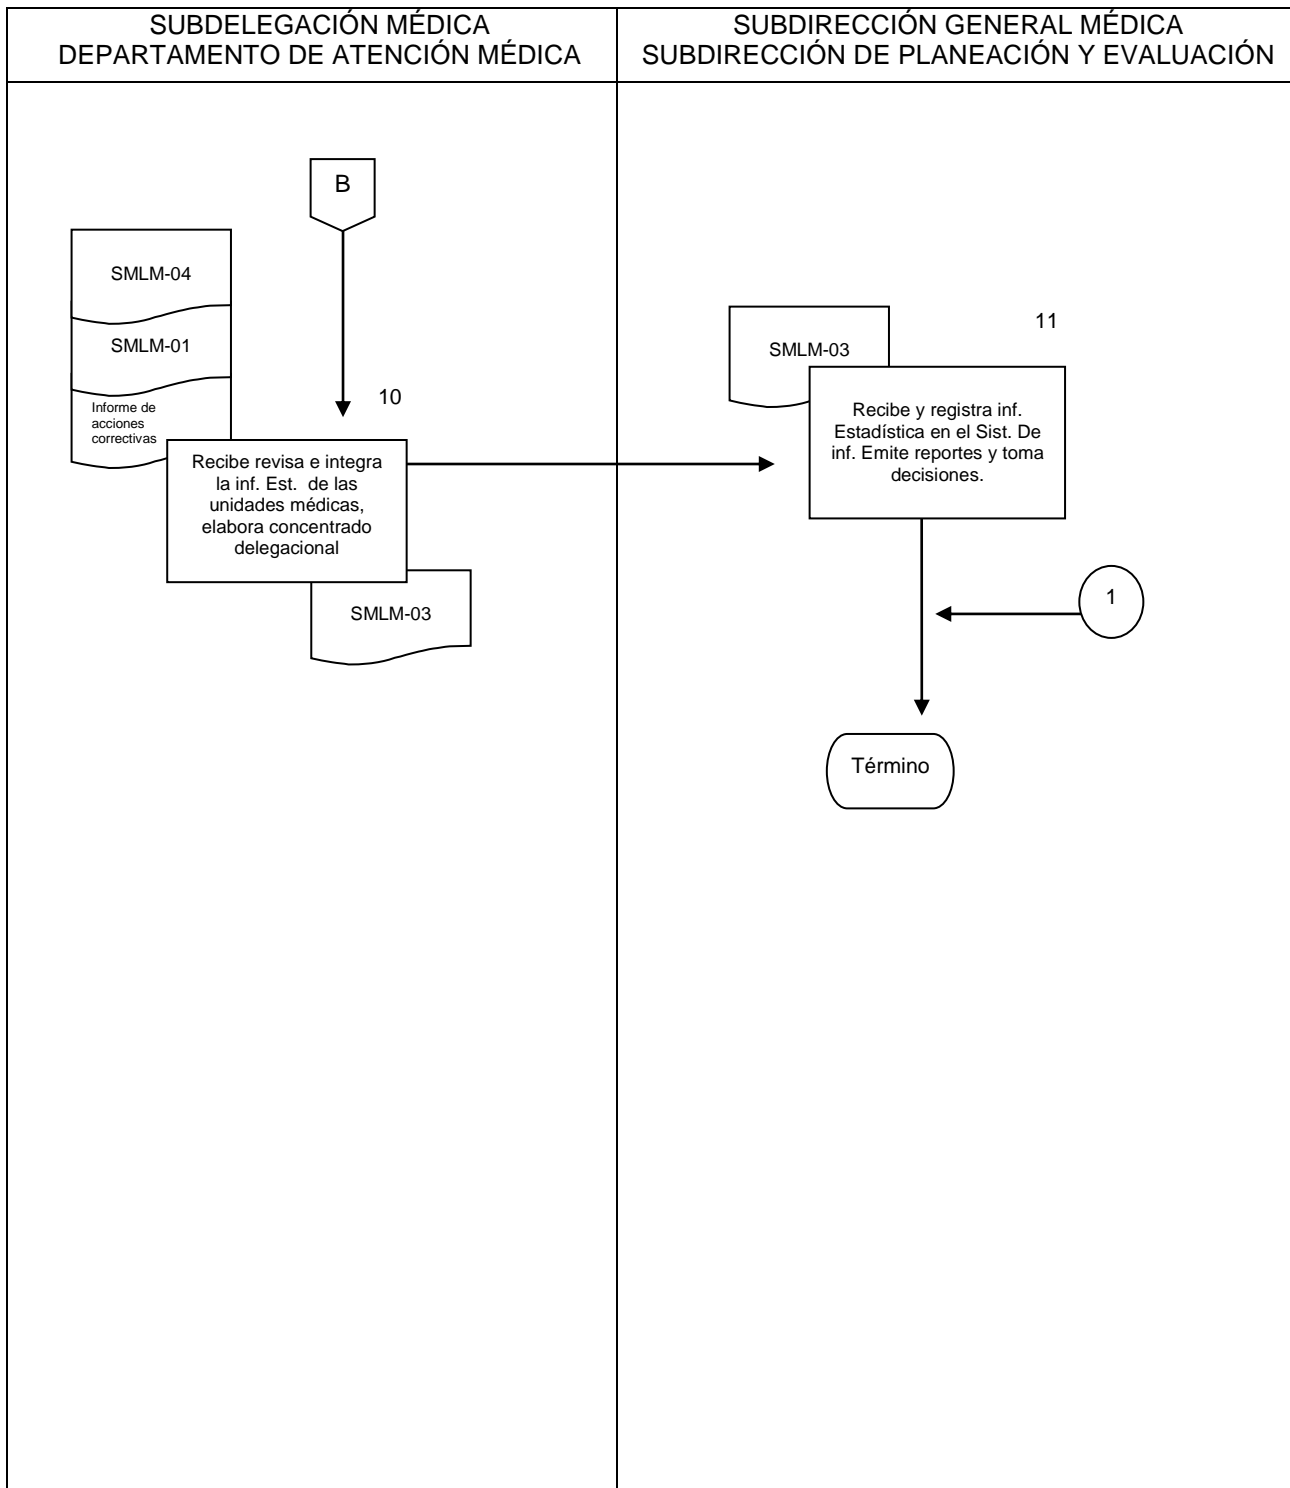 SUBDELEGACIÓN MÉDICA
DEPARTAMENTO DE ATENCIÓN MÉDICA
SUBDIRECCIÓN GENERAL MÉDICA
SUBDIRECCIÓN DE PLANEACIÓN Y EVALUACIÓN
B
SMLM-04
SMLM-01
Informe de
acciones
correctivas
10
Recibe revisa e integra
la inf. Est. de las
unidades médicas,
elabora concentrado
delegacional
SMLM-03
11
SMLM-03
Recibe y registra inf.
Estadística en el Sist. De
inf. Emite reportes y toma
decisiones.
1
Término